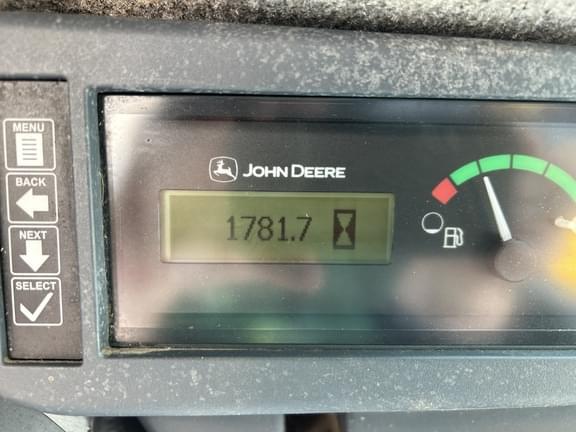 MENU
BACK
NEXT
SELECT
JOHN DEERE
1781.7